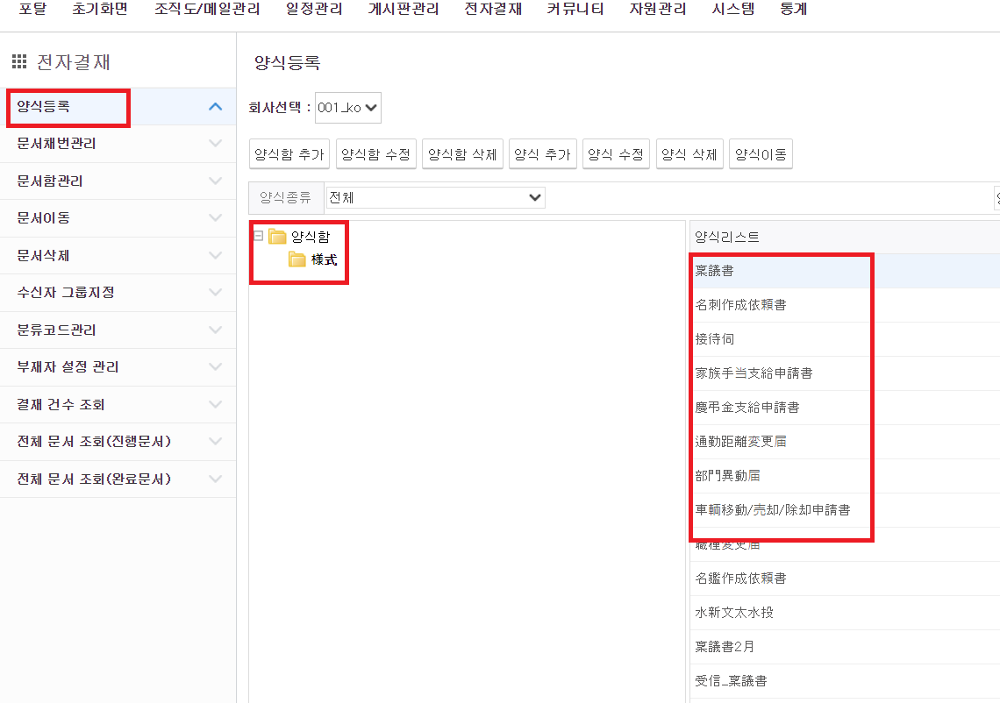 포탈 초기화면 조직도/메일관리 일정관리 게시판관리 전자결재 커뮤니티 자원관리 시스템 통계
전자결재
양식등록
문서채번관리
문서함관리
문서이동
문서삭제
수신자 그룹지정
분류코드관리
부재자 설정 관리
결재 건수 조회
전체 문서 조회(진행문서)
전체 문서 조회(완료문서)
양식등록
회사선택 : 001_ko
양식함 추가 양식함 수정 양식함 삭제 양식 추가 양식 수정 양식 삭제 양식이동
양식종류 전체
양식함
様式
양식리스트
稟議書
名刺作成依頼書
接待伺
家族手当支給申請書
慶弔金支給申請書
通勤距離変更届
部門異動届
車輌移動/売却/除却申請書
職種変更届
名鑑作成依頼書
水新文太水投
稟議書2月
受信_稟議書